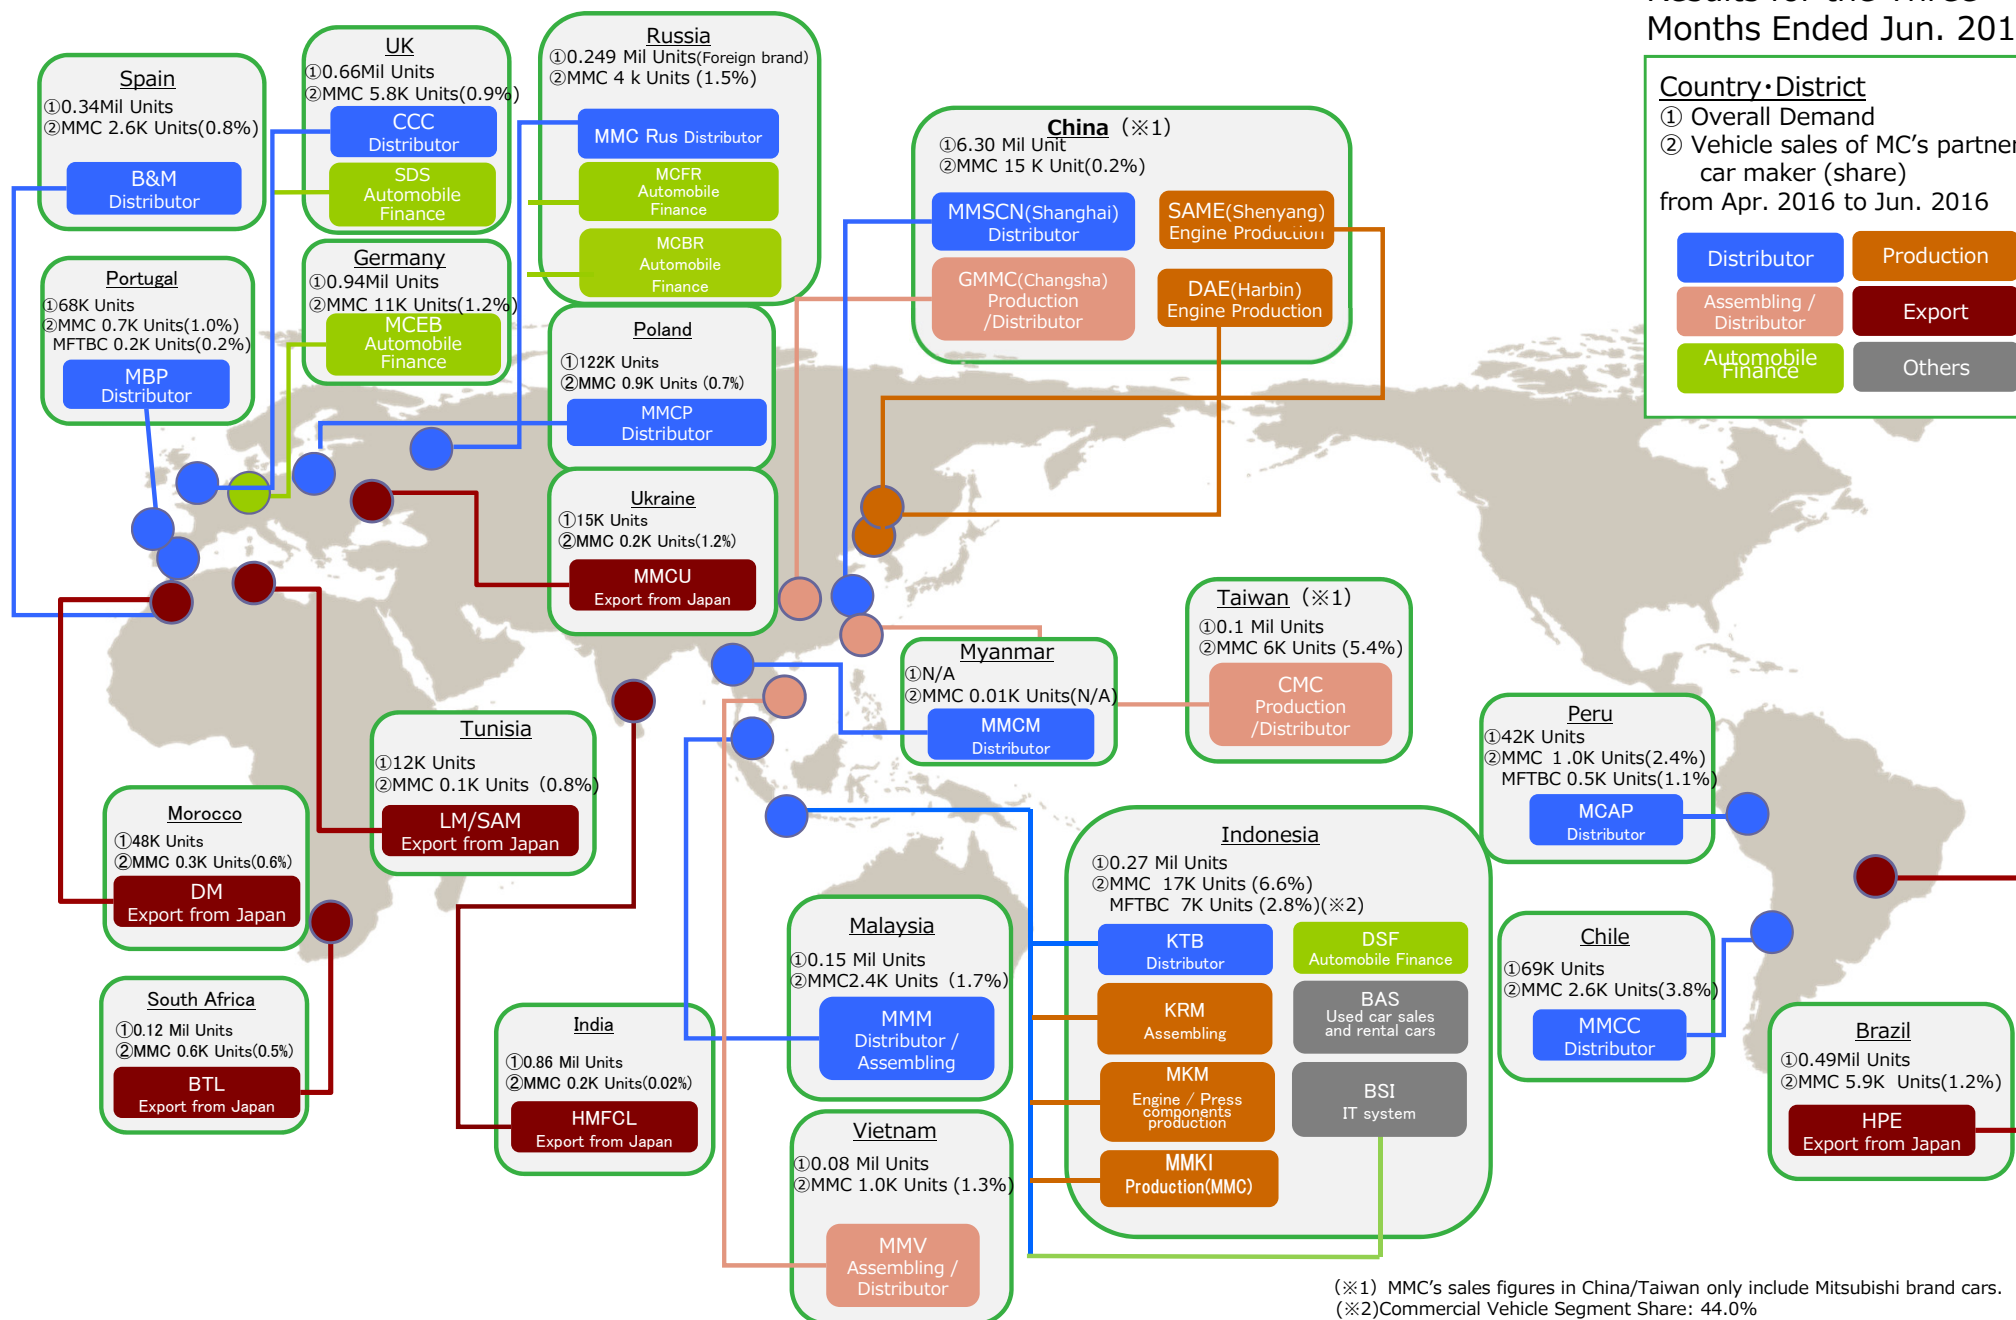 Results for the Three
Months Ended Jun. 201
Country・District
① Overall Demand
② Vehicle sales of MC’s partner
car maker (share)
from Apr. 2016 to Jun. 2016
Distributor
Production
Assembling /
Distributor
Export
Automobile
Finance
Others
Spain
①0.34Mil Units
②MMC 2.6K Units(0.8%)
B&M
Distributor
UK
①0.66Mil Units
②MMC 5.8K Units(0.9%)
CCC
Distributor
SDS
Automobile
Finance
Russia
①0.249 Mil Units(Foreign brand)
②MMC 4 k Units (1.5%)
MMC Rus Distributor
MCFR
Automobile
Finance
MCBR
Automobile
Finance
China（※1）
①6.30 Mil Unit
②MMC 15 K Unit(0.2%)
MMSCN(Shanghai)
Distributor
SAME(Shenyang)
Engine Production
GMMC(Changsha)
Production
/Distributor
DAE(Harbin)
Engine Production
Portugal
①68K Units
②MMC 0.7K Units(1.0%)
MFTBC 0.2K Units(0.2%)
MBP
Distributor
Germany
①0.94Mil Units
②MMC 11K Units(1.2%)
MCEB
Automobile
Finance
Poland
①122K Units
②MMC 0.9K Units (0.7%)
MMCP
Distributor
Ukraine
①15K Units
②MMC 0.2K Units(1.2%)
MMCU
Export from Japan
Taiwan（※1）
①0.1 Mil Units
②MMC 6K Units (5.4%)
CMC
Production
/Distributor
Myanmar
①N/A
②MMC 0.01K Units(N/A)
MMCM
Distributor
Tunisia
①12K Units
②MMC 0.1K Units (0.8%)
LM/SAM
Export from Japan
Peru
①42K Units
②MMC 1.0K Units(2.4%)
MFTBC 0.5K Units(1.1%)
MCAP
Distributor
Morocco
①48K Units
②MMC 0.3K Units(0.6%)
DM
Export from Japan
Indonesia
①0.27 Mil Units
②MMC 17K Units (6.6%)
MFTBC 7K Units (2.8%)(※2)
KTB
Distributor
DSF
Automobile Finance
KRM
Assembling
BAS
Used car sales
and rental cars
MKM
Engine / Press
components
production
BSI
IT system
MMKI
Production(MMC)
Malaysia
①0.15 Mil Units
②MMC2.4K Units (1.7%)
MMM
Distributor /
Assembling
Chile
①69K Units
②MMC 2.6K Units(3.8%)
MMCC
Distributor
South Africa
①0.12 Mil Units
②MMC 0.6K Units(0.5%)
BTL
Export from Japan
India
①0.86 Mil Units
②MMC 0.2K Units(0.02%)
HMFCL
Export from Japan
Brazil
①0.49Mil Units
②MMC 5.9K Units(1.2%)
HPE
Export from Japan
Vietnam
①0.08 Mil Units
②MMC 1.0K Units (1.3%)
MMV
Assembling /
Distributor
(※1) MMC’s sales figures in China/Taiwan only include Mitsubishi brand cars.
(※2)Commercial Vehicle Segment Share: 44.0%